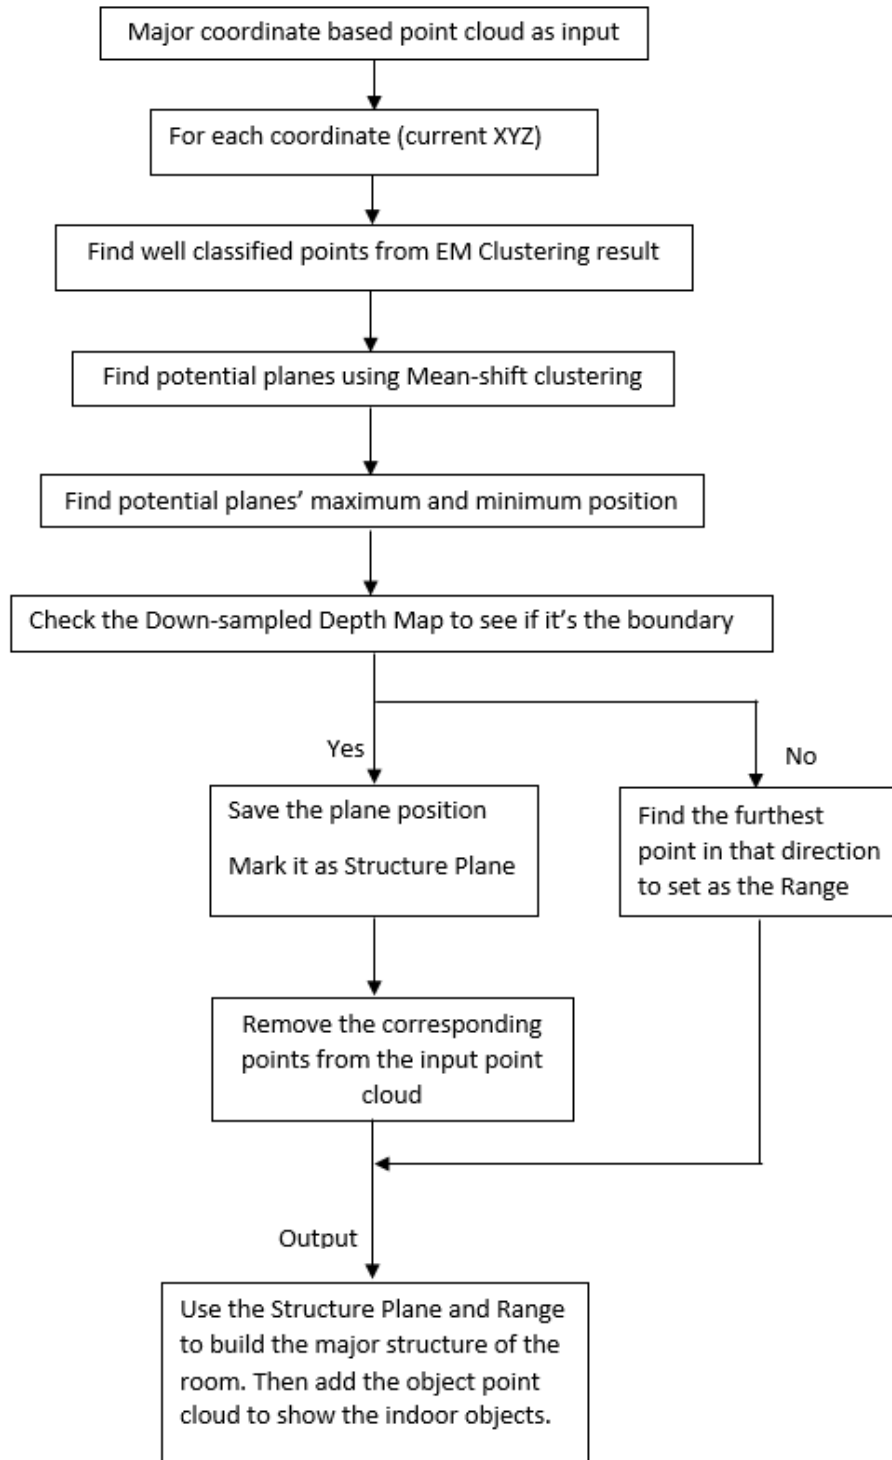 Major coordinate based point cloud as input
For each coordinate (current XYZ)
Find well classified points from EM Clustering result
Find potential planes using Mean-shift clustering
Find potential planes’ maximum and minimum position
Check the Down-sampled Depth Map to see if it’s the boundary
Yes
No
Save the plane position
Mark it as Structure Plane
Find the furthest
point in that direction
to set as the Range
Remove the corresponding
points from the input point
cloud
Output
Use the Structure Plane and Range
to build the major structure of the
room. Then add the object point
cloud to show the indoor objects.